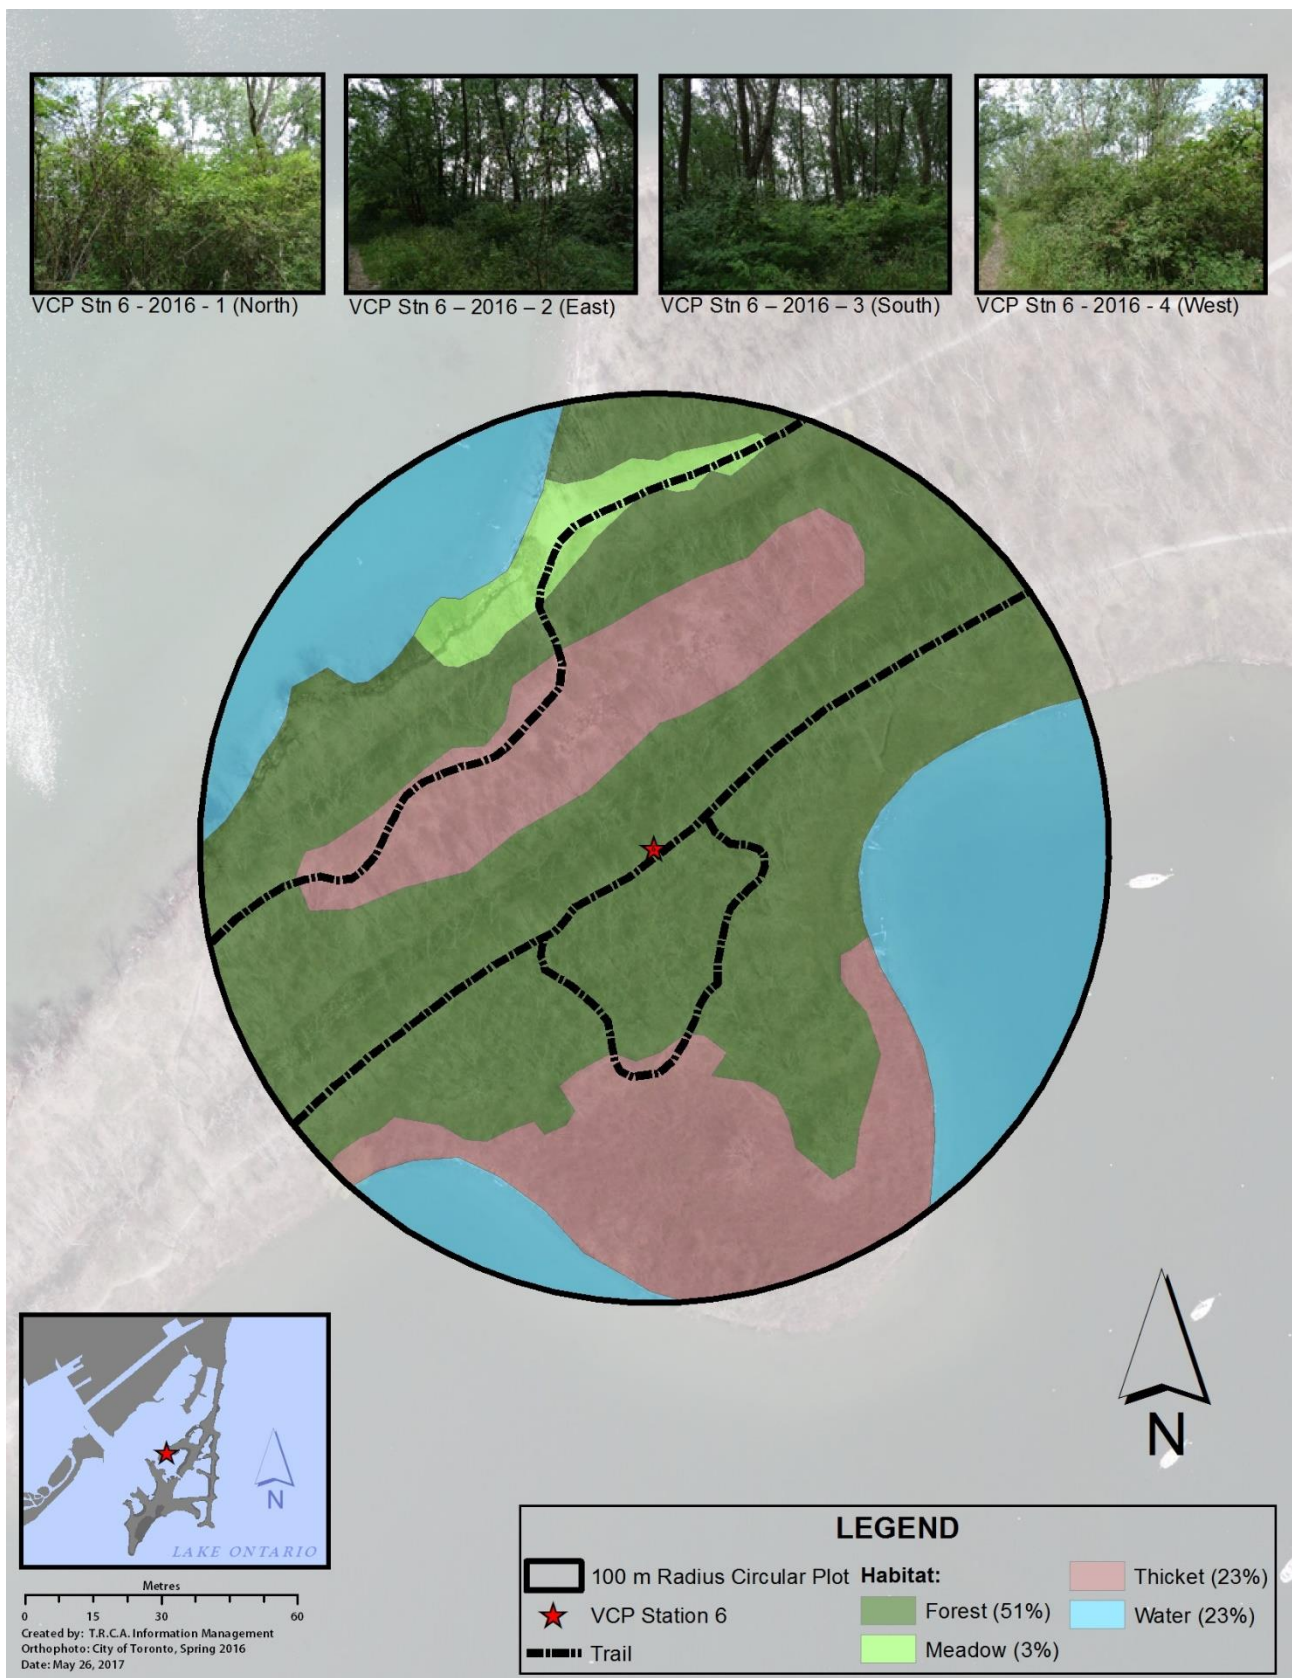 VCP Stn 6 - 2016 - 1 (North)
VCP Stn 6 – 2016 – 2 (East)
VCP Stn 6 – 2016 – 3 (South)
VCP Stn 6 - 2016 - 4 (West)
N
N
LAKE ONTARIO
Metres
0 15 30 60
Created by: T.R.C.A. Information Management
Orthophoto: City of Toronto, Spring 2016
Date: May 26, 2017
LEGEND
100 m Radius Circular Plot
VCP Station 6
Trail
Habitat:
Forest (51%)
Meadow (3%)
Thicket (23%)
Water (23%)